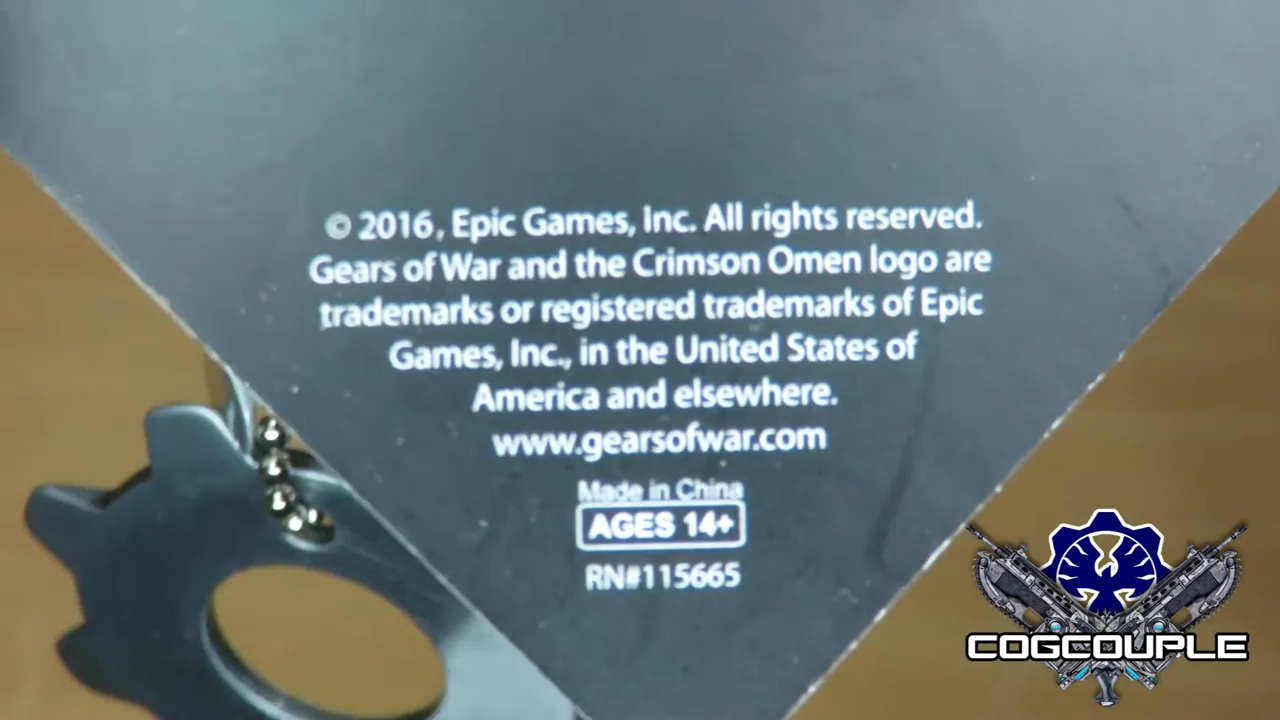 © 2016, Epic Games, Inc. All rights reserved.
Gears of War and the Crimson Omen logo are
trademarks or registered trademarks of Epic
Games, Inc., in the United States of
America and elsewhere.
www.gearsofwar.com
Made in China
AGES 14+
RN#115665
COGCOUPLE